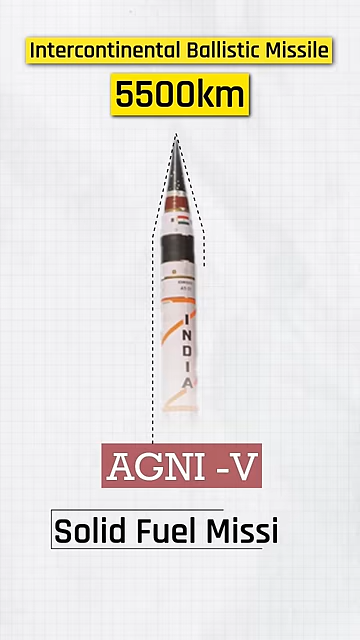 Intercontinental Ballistic Missile
5500km
INDIA
AGNI -V
Solid Fuel Missi